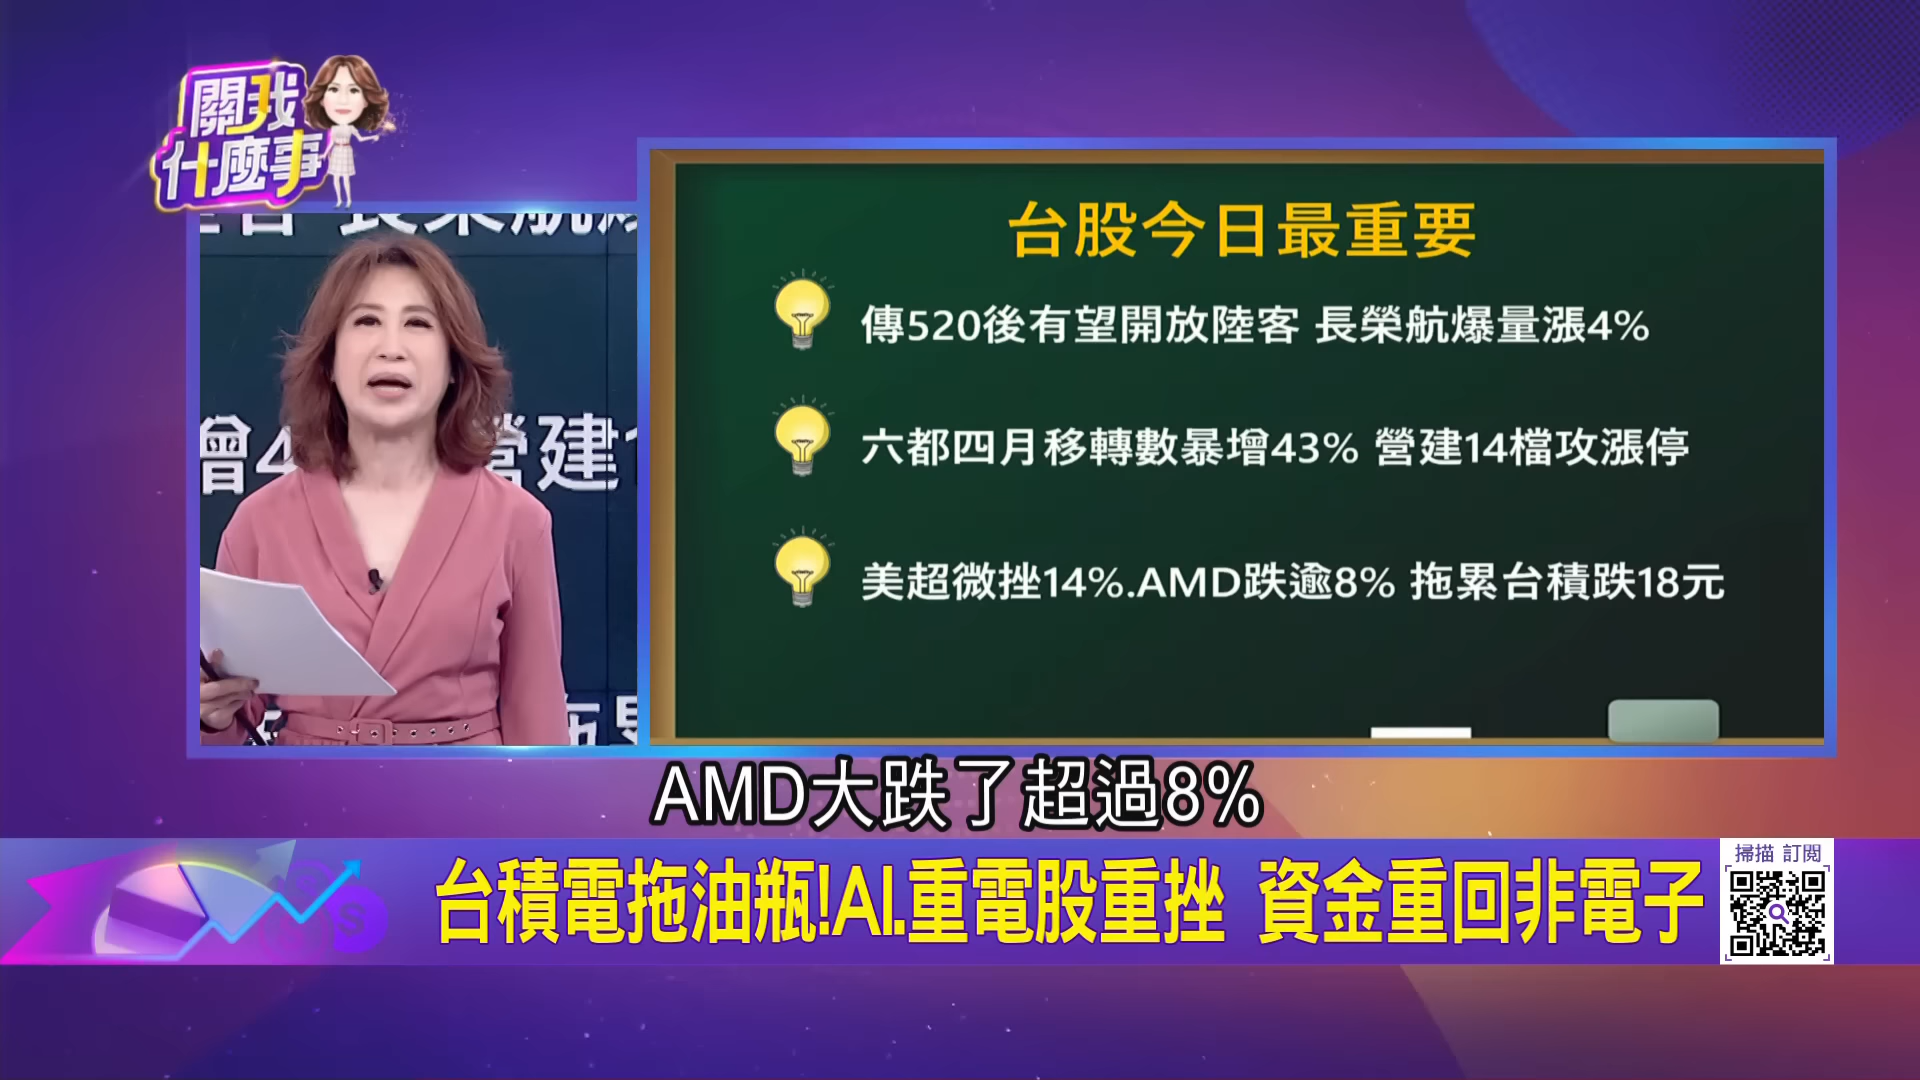 關我
什麼事
台股今日最重要
傳520後有望開放陸客 長榮航爆量漲4%
六都四月移轉數暴增43% 營建14檔攻漲停
美超微挫14%.AMD跌逾8% 拖累台積跌18元
增4 營建1
AMD大跌了超過8%
台積電拖油瓶!AI.重電股重挫 資金重回非電子
掃描 訂閱